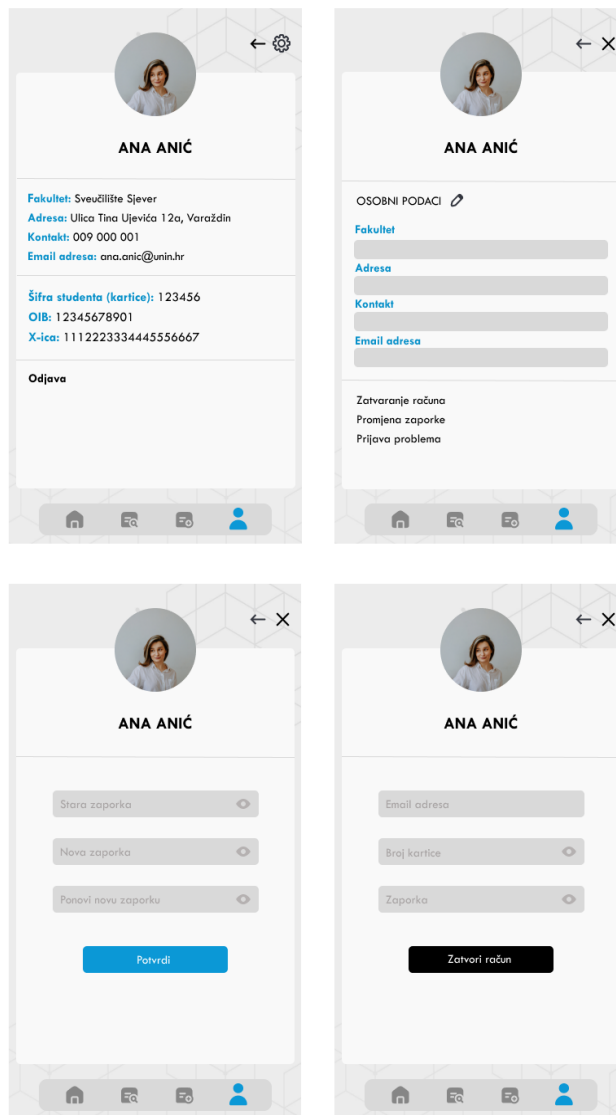 ANA ANIĆ
Fakultet: Sveučilište Sjever
Adresa: Ulica Tina Ujevića 12a, Varaždin
Kontakt: 009 000 001
Email adresa: ana.anic@unin.hr
Šifra studenta (kartice): 123456
OIB: 12345678901
X-ica: 1112223334445556667
Odjava
ANA ANIĆ
OSOBNI PODACI
Fakultet
Adresa
Kontakt
Email adresa
Zatvaranje računa
Promjena zaporke
Prijava problema
ANA ANIĆ
Stara zaporka
Nova zaporka
Ponovi novu zaporku
Potvrdi
ANA ANIĆ
Email adresa
Broj kartice
Zaporka
Zatvori račun